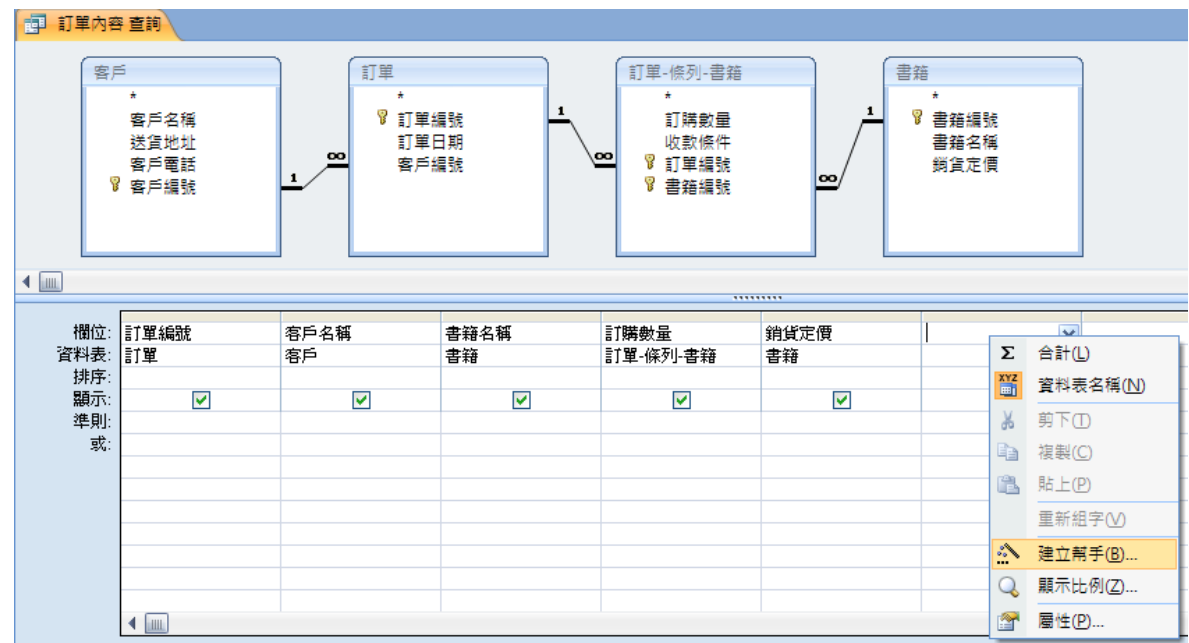 訂單內容 查詢
客戶
*
客戶名稱
送貨地址
客戶電話
客戶編號
1
∞
訂單
*
訂單編號
訂單日期
客戶編號
1
∞
訂單-條列-書籍
*
訂購數量
收款條件
訂單編號
書籍編號
∞
1
書籍
*
書籍編號
書籍名稱
銷貨定價
欄位: 訂單編號 客戶名稱 書籍名稱 訂購數量 銷貨定價
資料表: 訂單 客戶 書籍 訂單-條列-書籍 書籍
排序:
顯示:
準則:
或:
Σ 合計(L)
XYZ 資料表名稱(N)
剪下(T)
複製(C)
貼上(P)
重新組字(V)
建立幫手(B)...
顯示比例(Z)...
屬性(P)...